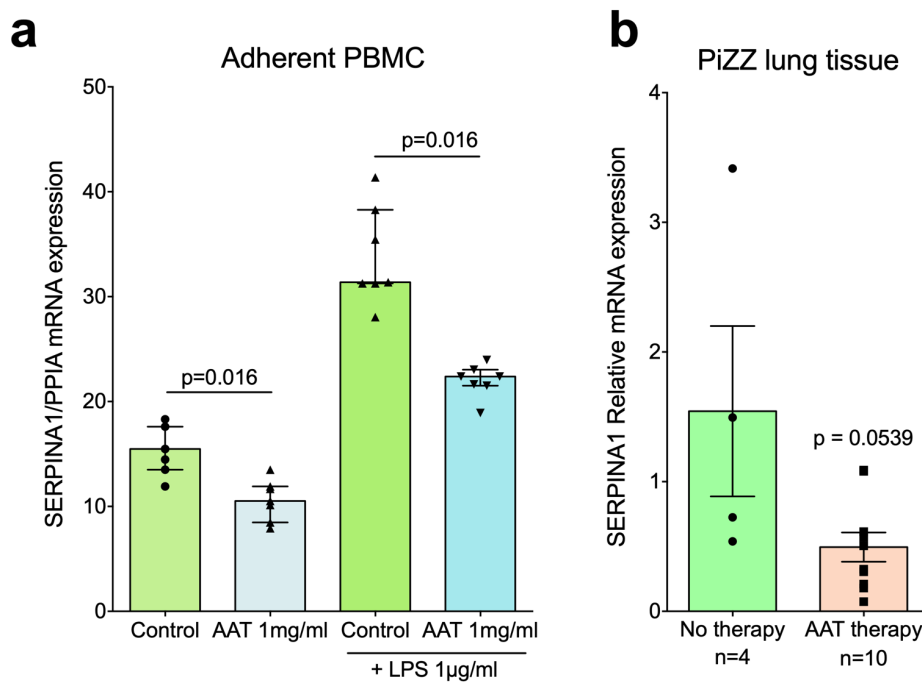 a
Adherent PBMC
SERPINA1/PPIA mRNA expression
50
40
30
20
10
0
p=0.016
p=0.016
Control
AAT 1mg/ml
Control
AAT 1mg/ml
+ LPS 1µg/ml
b
PiZZ lung tissue
SERPINA1 Relative mRNA expression
4
3
2
1
0
p = 0.0539
No therapy
n=4
AAT therapy
n=10